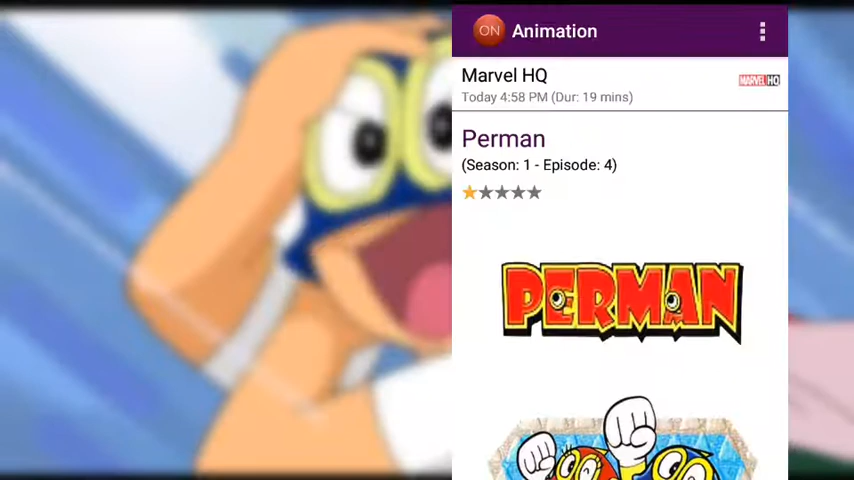 ON Animation
Marvel HQ
MARVEL HQ
Today 4:58 PM (Dur: 19 mins)
Perman
(Season: 1 - Episode: 4)
PERMAN